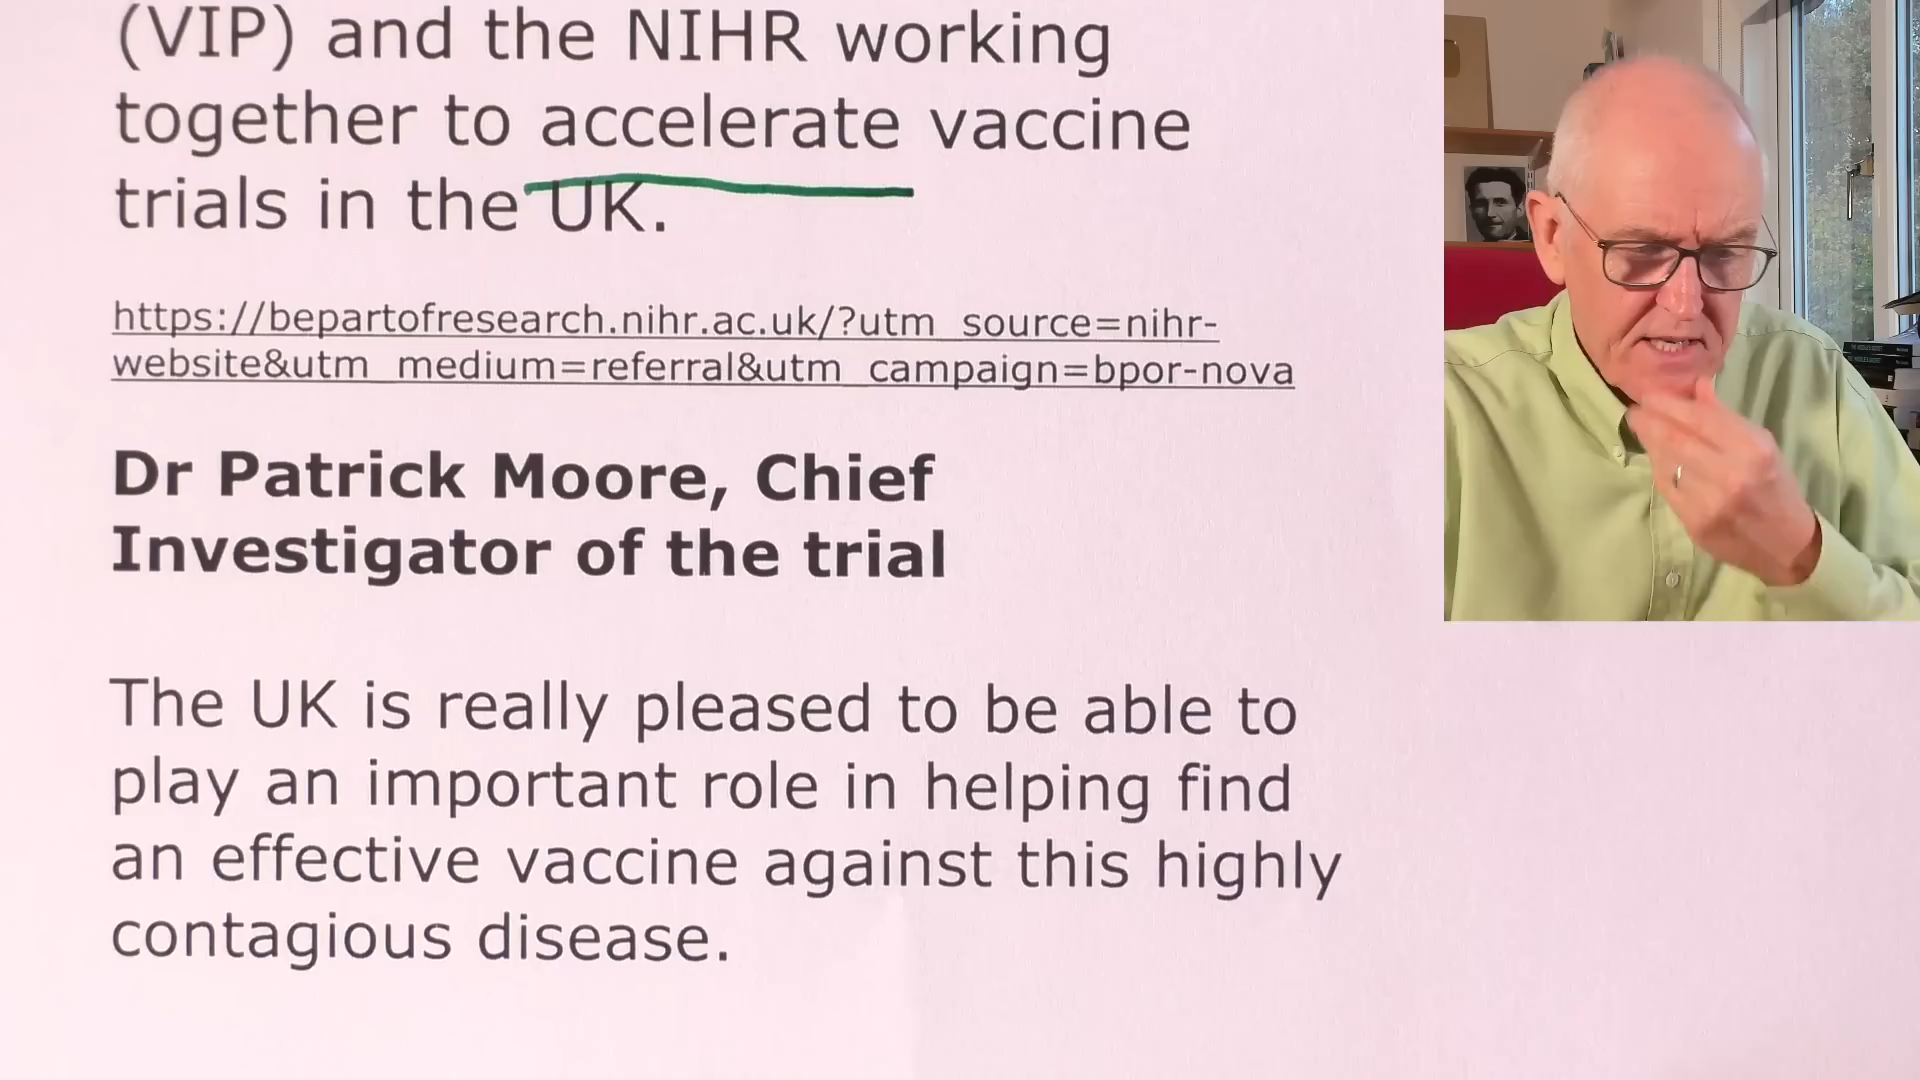 (VIP) and the NIHR working
together to accelerate vaccine
trials in the UK.
https://bepartofresearch.nihr.ac.uk/?utm_source=nihr-
website&utm_medium=referral&utm_campaign=bpor-nova
Dr Patrick Moore, Chief
Investigator of the trial
The UK is really pleased to be able to
play an important role in helping find
an effective vaccine against this highly
contagious disease.